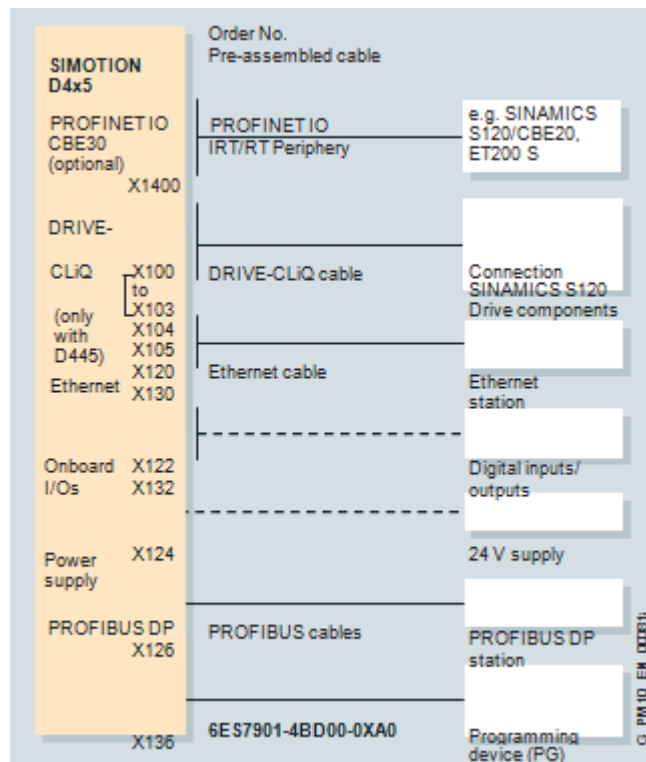 Order No.
Pre-assembled cable
SIMOTION
D4x5
PROFINET IO
CBE30
(optional)
X1400
PROFINET IO
IRT/RT Periphery
e.g. SINAMICS
S120/CBE20,
ET200 S
DRIVE-
CLiQ
X100
to
X103
(only
with
D445)
X104
X105
DRIVE-CLiQ cable
Connection
SINAMICS S120
Drive components
Ethernet
X120
X130
Ethernet cable
Ethernet
station
Onboard
I/Os
X122
X132
Digital inputs/
outputs
Power
supply
X124
24 V supply
PROFIBUS DP
X126
PROFIBUS cables
PROFIBUS DP
station
X136
6ES7901-4BD00-0XA0
Programming
device (PG)